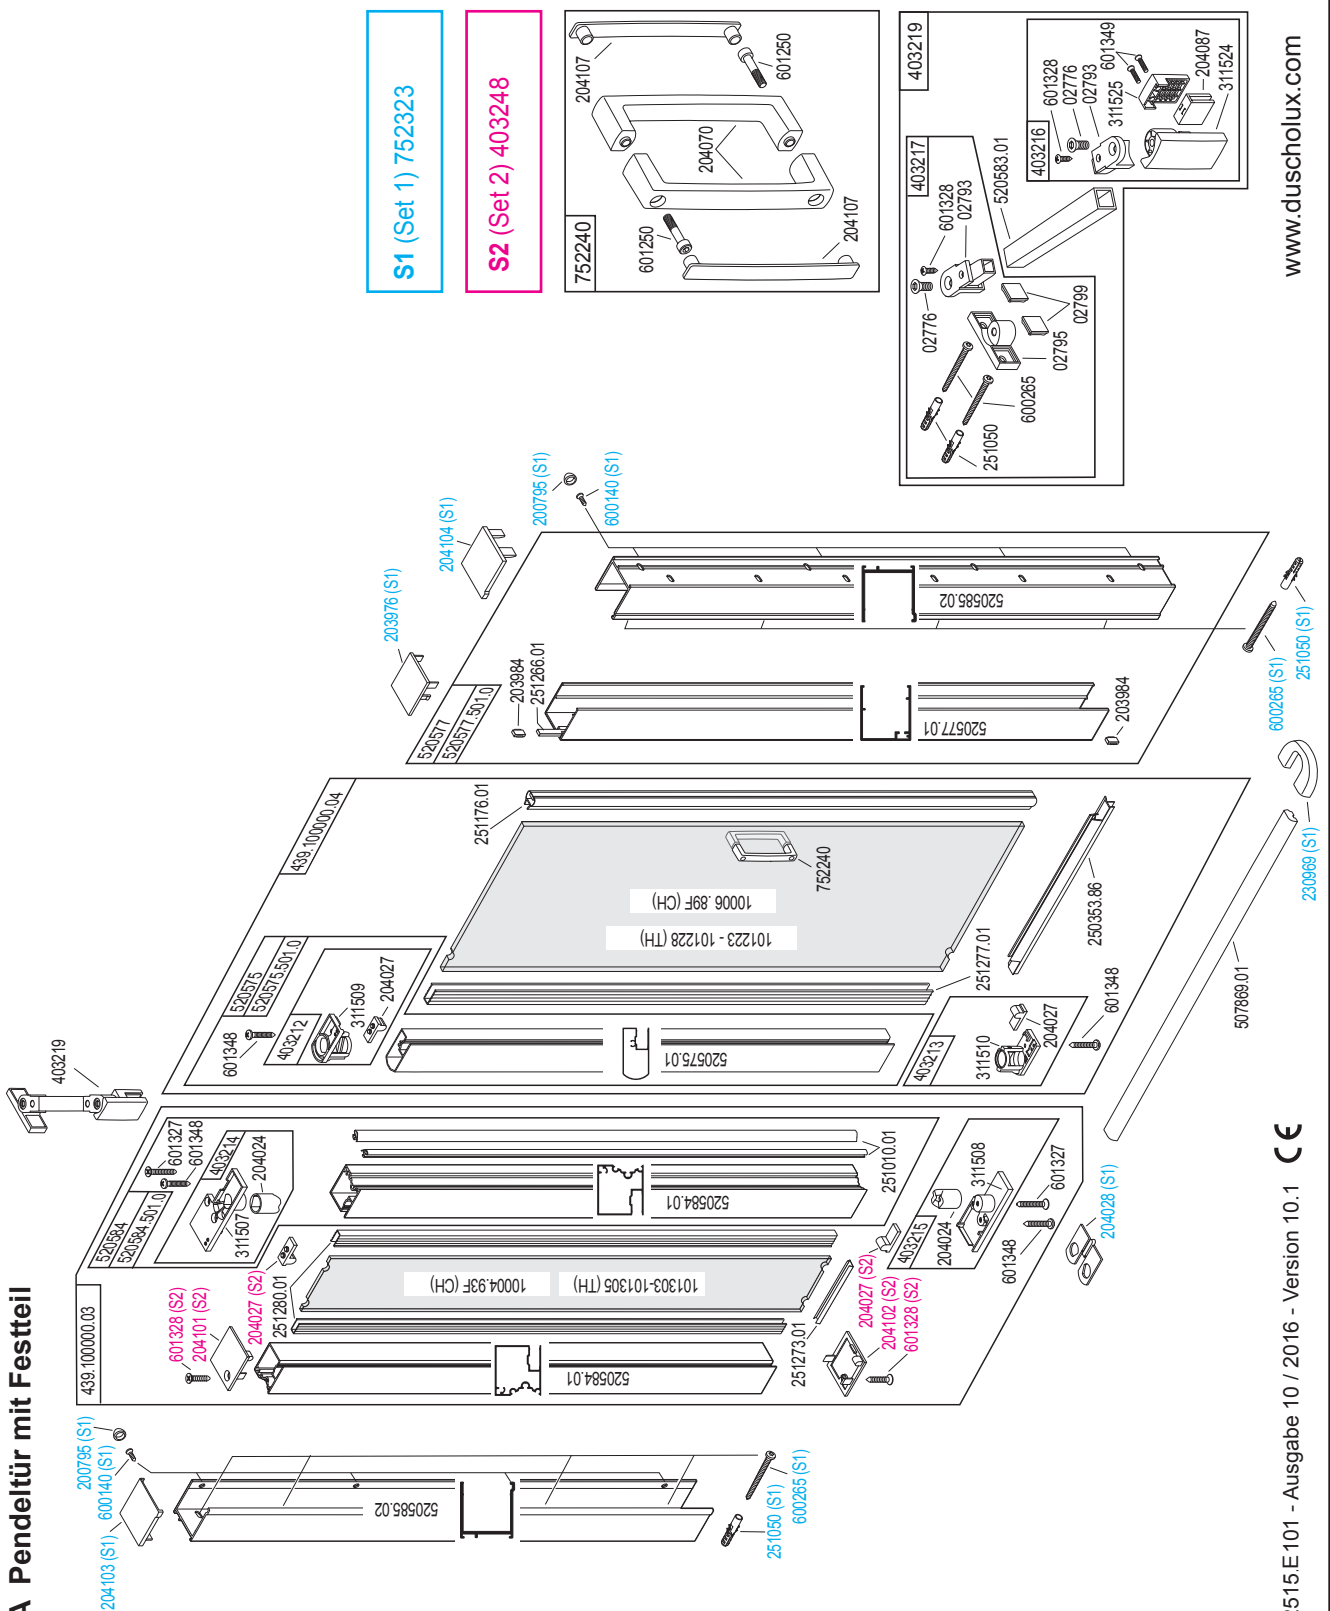 A Pendeltür mit Festteil
S1 (Set 1) 752323
S2 (Set 2) 403248
752240
204107
601250
204070
601250
204107
403219
403217
601328
02793
02776
520583.01
02799
02795
600265
251050
403216
601328
02776
02793
311525
601349
204087
311524
www.duscholux.com
204104 (S1)
203976 (S1)
200795 (S1)
600140 (S1)
520577
520577.501.0
203984
251266.01
520585.02
520577.01
203984
600265 (S1)
251050 (S1)
439.100000.04
251176.01
752240
10006.89F (CH)
101223 - 101228 (TH)
520575
520575.501.0
601348
403212
311509
204027
251277.01
520575.01
250353.86
403213
311510
204027
601348
230969 (S1)
507869.01
403219
439.100000.03
520584
520584.501.0
601327
601348
403214
204024
311507
251010.01
520584.01
601328 (S2)
204101 (S2)
204027 (S2)
251280.01
10004.93F (CH)
101303-101305 (TH)
520584.01
251273.01
204027 (S2)
204102 (S2)
601328 (S2)
403215
204024
311508
601327
601348
204028 (S1)
200795 (S1)
600140 (S1)
204103 (S1)
520585.02
251050 (S1)
600265 (S1)
2515.E101 - Ausgabe 10 / 2016 - Version 10.1 CE